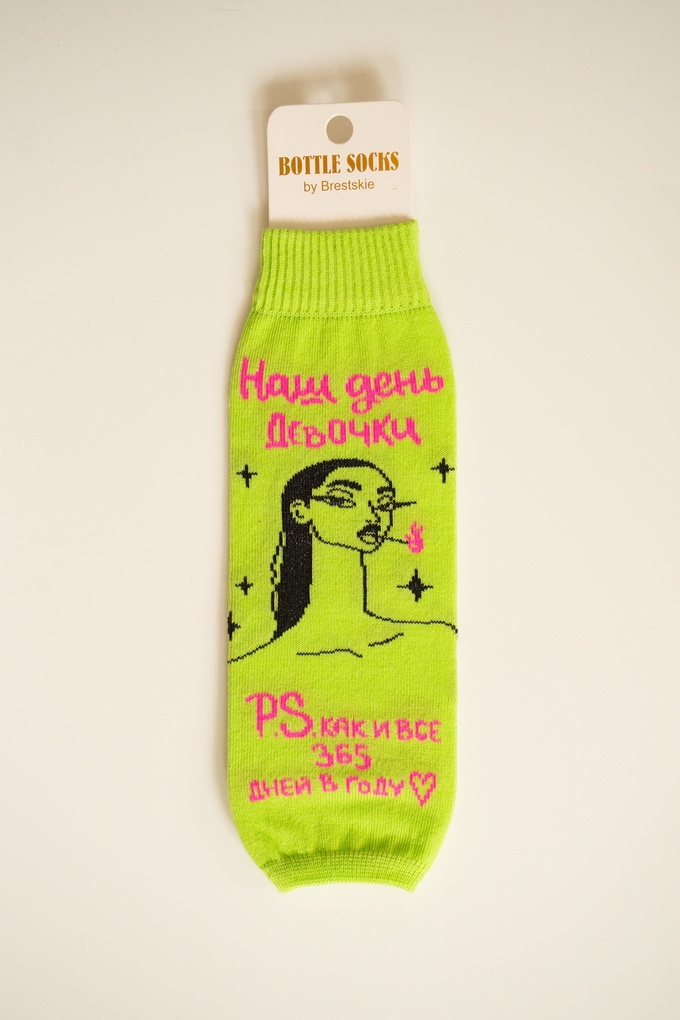 BOTTLE SOCKS
by Brestskie
Наш день
Девочки
P.S. как и все
365
дней в году♡